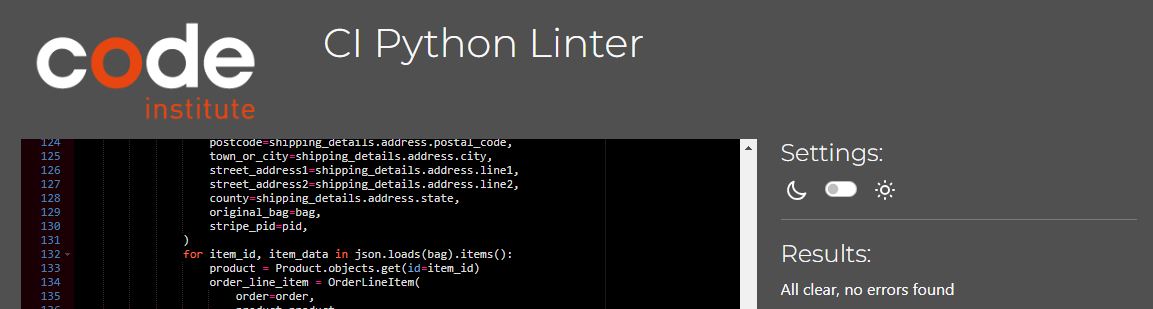 code
institute
CI Python Linter
124 postcode=shipping_details.address.postal_code,
125 town_or_city=shipping_details.address.city,
126 street_address1=shipping_details.address.line1,
127 street_address2=shipping_details.address.line2,
128 county=shipping_details.address.state,
129 original_bag=bag,
130 stripe_pid=pid,
131 )
132 for item_id, item_data in json.loads(bag).items():
133 product = Product.objects.get(id=item_id)
134 order_line_item = OrderLineItem(
135 order=order,
Settings:
Results:
All clear, no errors found